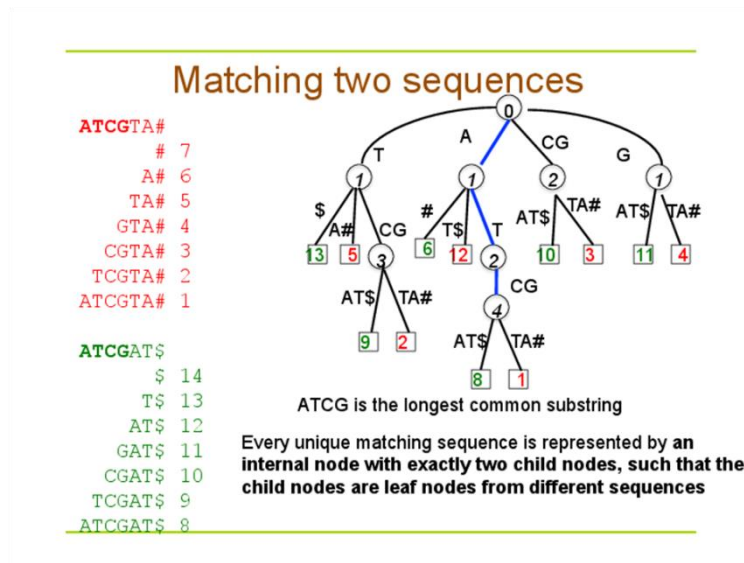 Matching two sequences
ATCGTA#
# 7
A# 6
TA# 5
GTA# 4
CGTA# 3
TCGTA# 2
ATCGTA# 1
ATCGAT$
$ 14
T$ 13
AT$ 12
GAT$ 11
CGAT$ 10
TCGAT$ 9
ATCGAT$ 8
0
T A CG G
1 1 2 1
$ A# CG # T$ T AT$ TA# AT$ TA#
13 5 3 6 12 2 10 3 11 4
AT$ TA# CG
4
9 2 AT$ TA#
8 1
ATCG is the longest common substring
Every unique matching sequence is represented by an
internal node with exactly two child nodes, such that the
child nodes are leaf nodes from different sequences